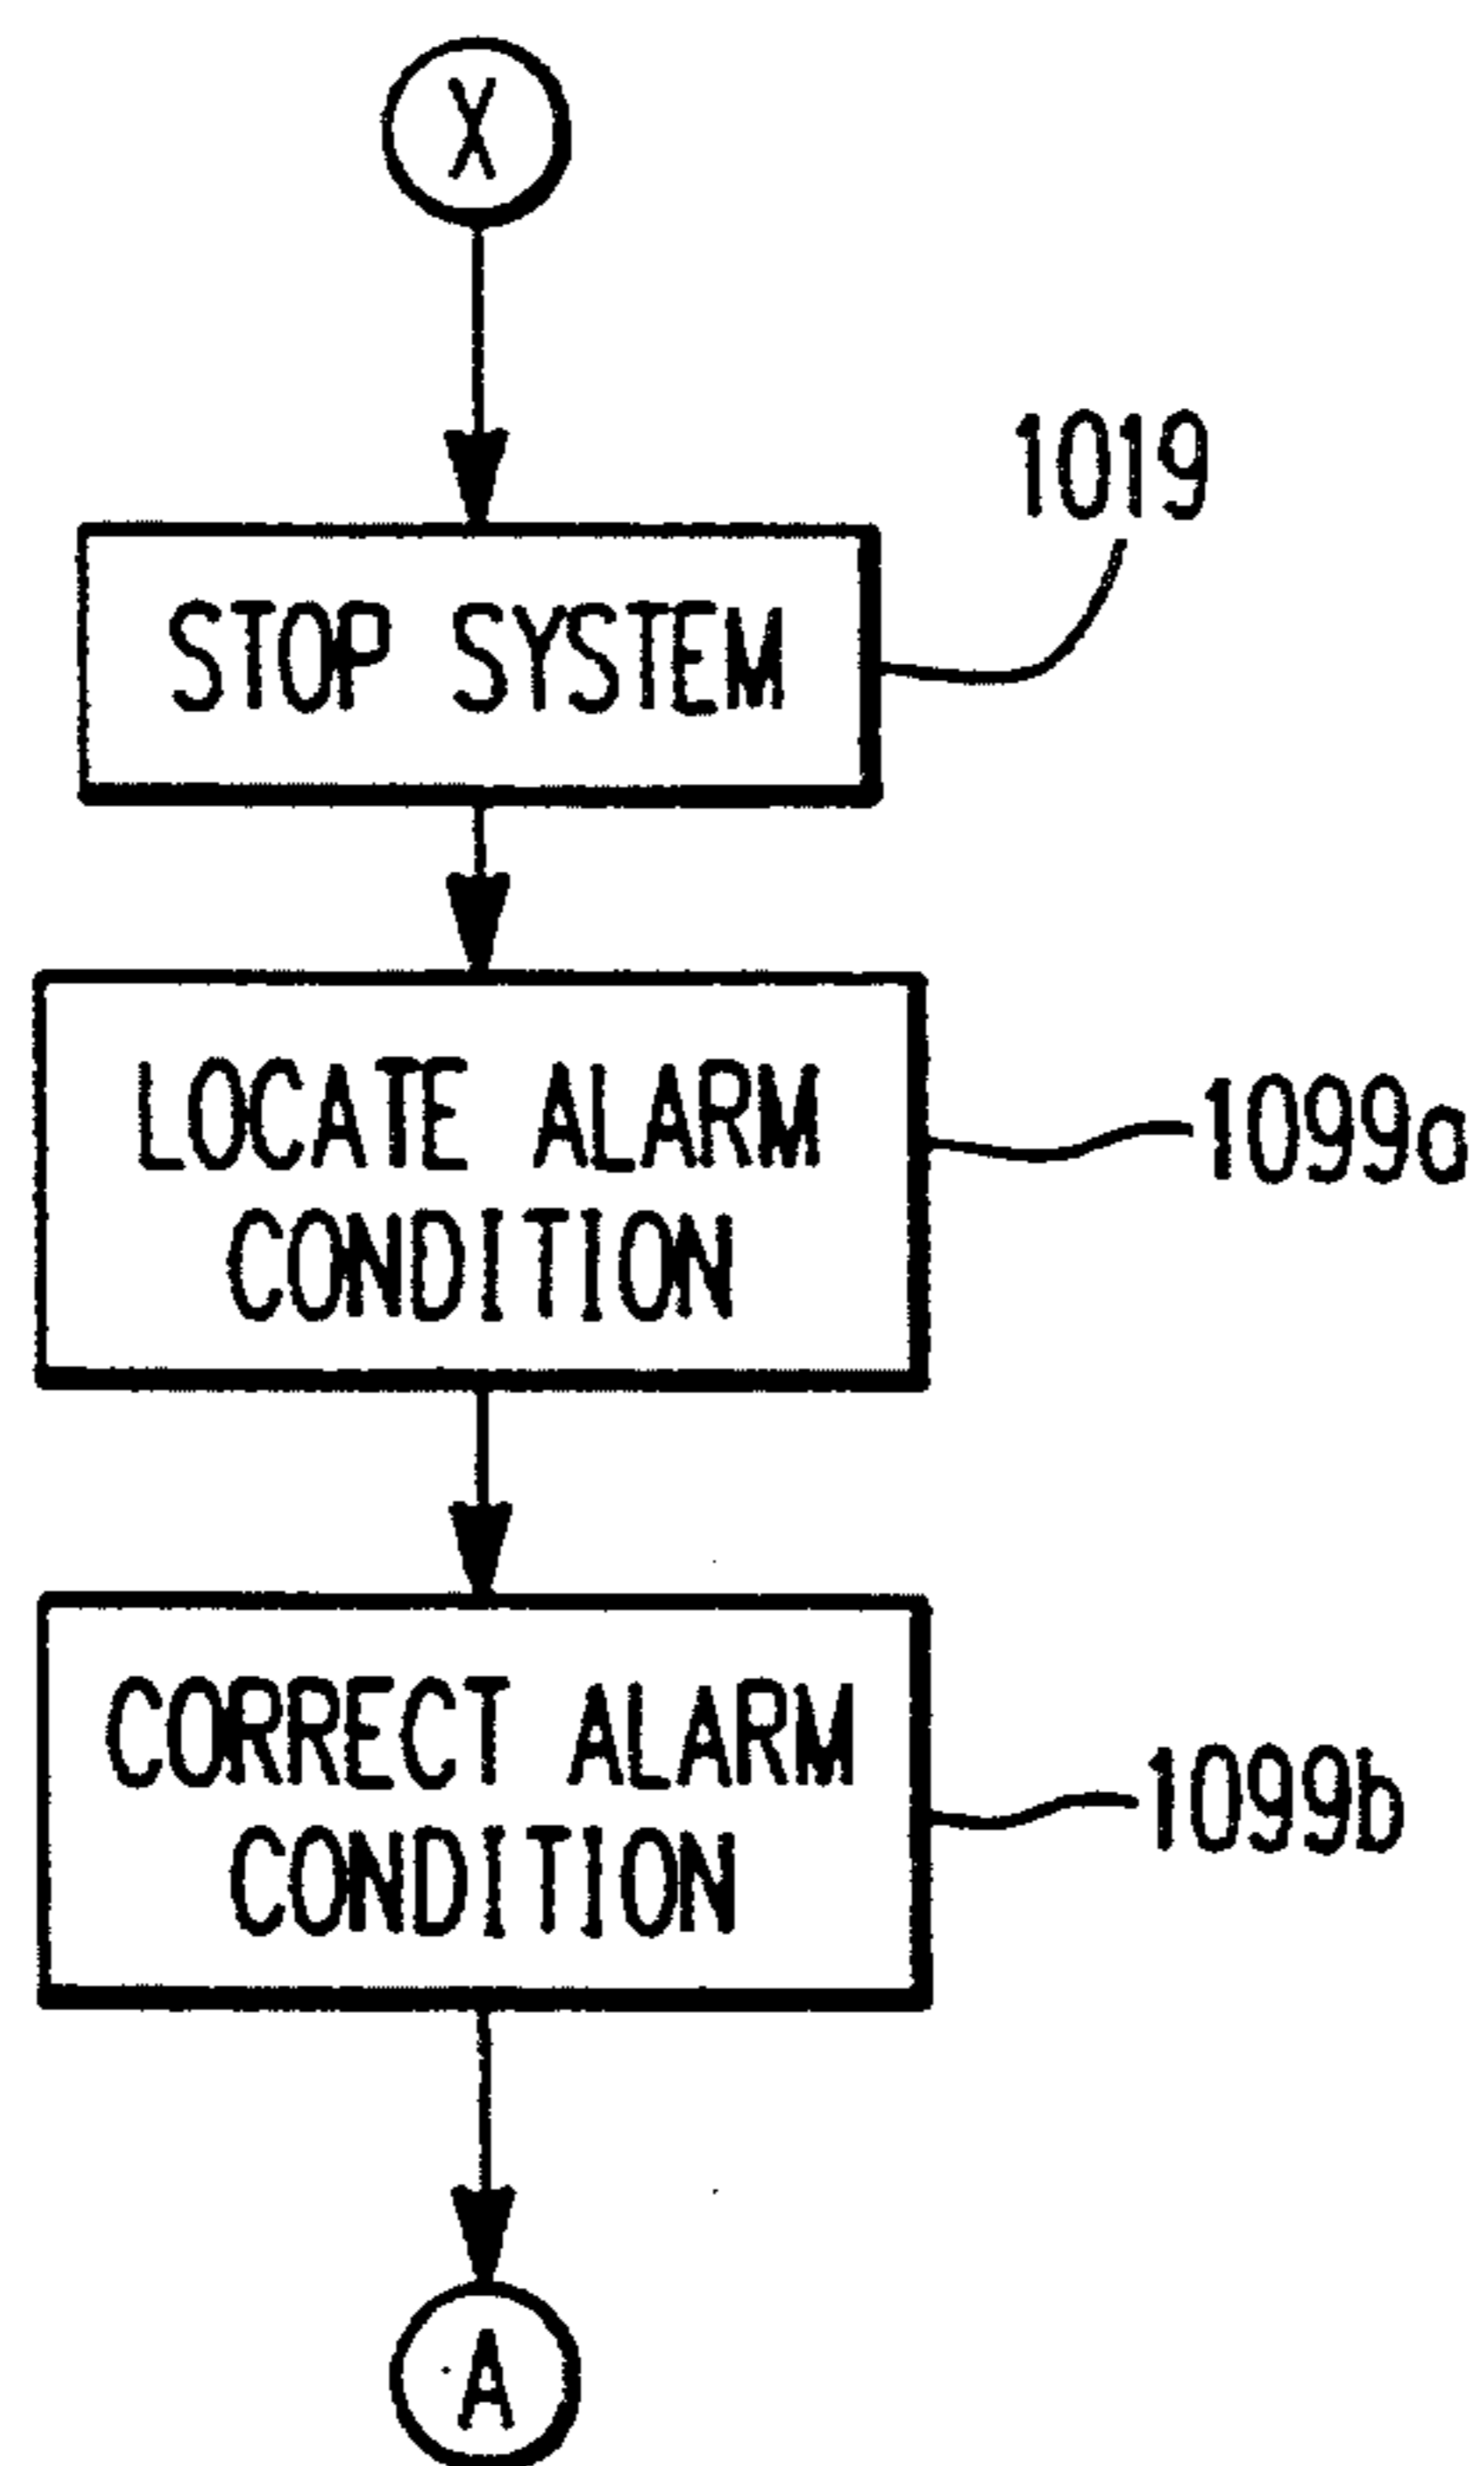 X
1019
STOP SYSTEM
LOCATE ALARM
CONDITION
1099a
CORRECT ALARM
CONDITION
1099b
A